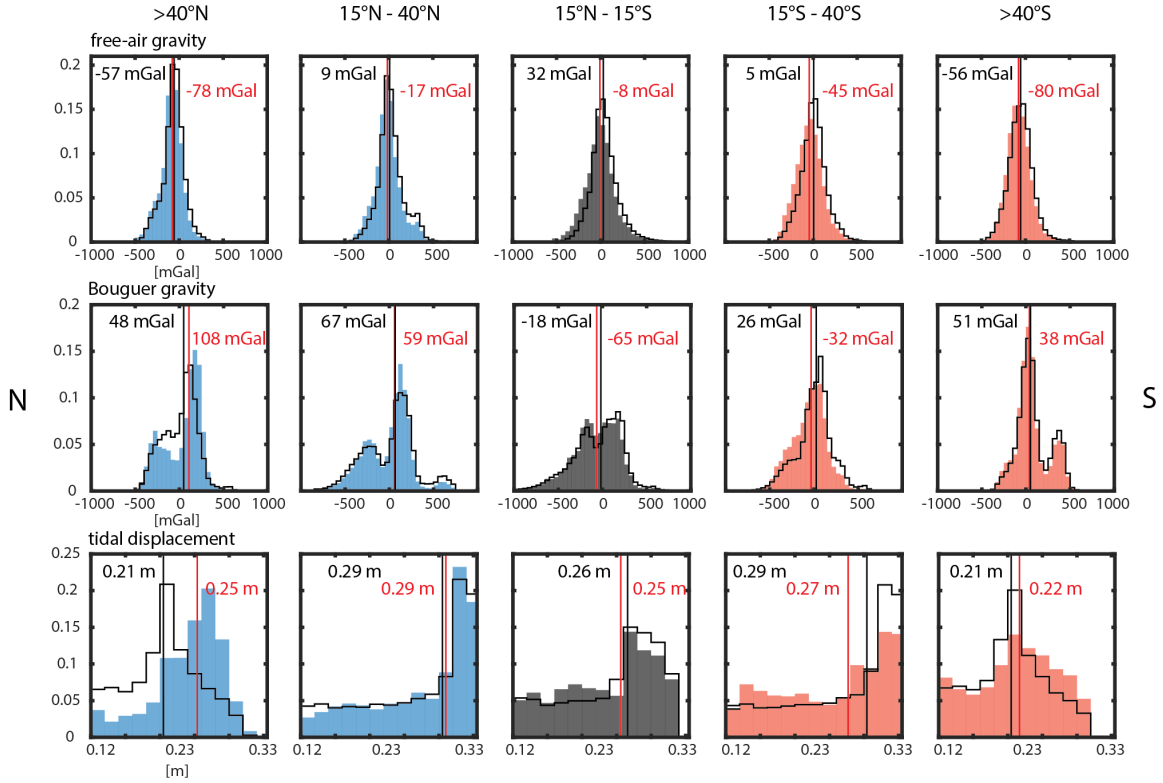 >40°N 15°N - 40°N 15°N - 15°S 15°S - 40°S >40°S
free-air gravity
0.2 -57 mGal 9 mGal 32 mGal 5 mGal -56 mGal
-78 mGal -17 mGal -8 mGal -45 mGal -80 mGal
0.15
0.1
0.05
0
-1000 -500 0 500 1000 -500 0 500 -1000 -500 0 500 -500 0 500 -1000 -500 0 500 1000
[mGal]
Bouguer gravity
0.2
48 mGal 67 mGal -18 mGal 26 mGal 51 mGal
108 mGal 59 mGal -65 mGal -32 mGal 38 mGal
0.15
N S
0.1
0.05
0
-1000 -500 0 500 1000 -500 0 500 -1000 -500 0 500 -500 0 500 -1000 -500 0 500 1000
[mGal]
tidal displacement
0.25
0.21 m 0.29 m 0.26 m 0.29 m 0.21 m
0.25 m 0.29 m 0.25 m 0.27 m 0.22 m
0.2
0.15
0.1
0.05
0
0.12 0.23 0.33 0.12 0.23 0.33 0.12 0.23 0.33 0.12 0.23 0.33 0.12 0.23 0.33
[m]